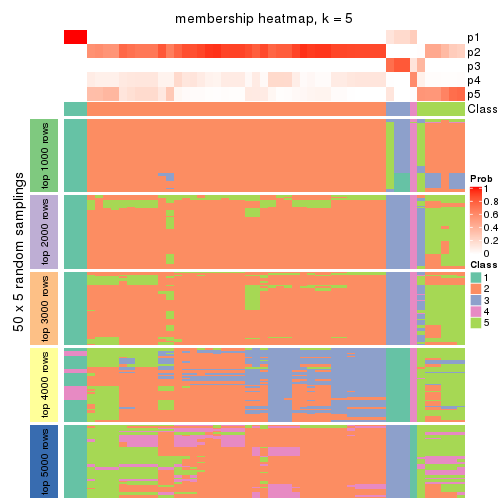 membership heatmap, k = 5
p1
p2
p3
p4
p5
Class
50 x 5 random samplings
top 1000 rows
top 2000 rows
top 3000 rows
top 4000 rows
top 5000 rows
Prob
1
0.8
0.6
0.4
0.2
0
Class
1
2
3
4
5